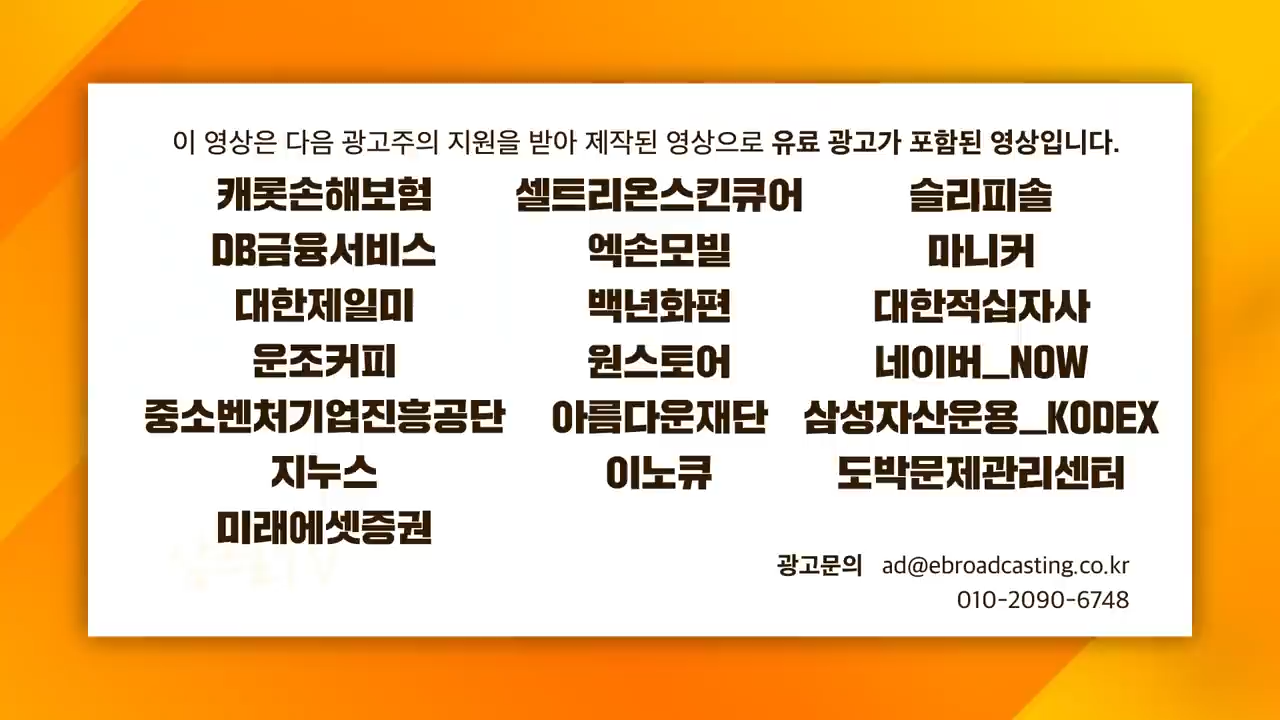 이 영상은 다음 광고주의 지원을 받아 제작된 영상으로 유료 광고가 포함된 영상입니다.
캐롯손해보험 셀트리온스킨큐어 슬리피솔
DB금융서비스 엑손모빌 마니커
대한제일미 백년화편 대한적십자사
운조커피 원스토어 네이버_NOW
중소벤처기업진흥공단 아름다운재단 삼성자산운용_KODEX
지누스 이노큐 도박문제관리센터
미래에셋증권
광고문의 ad@ebroadcasting.co.kr
010-2090-6748